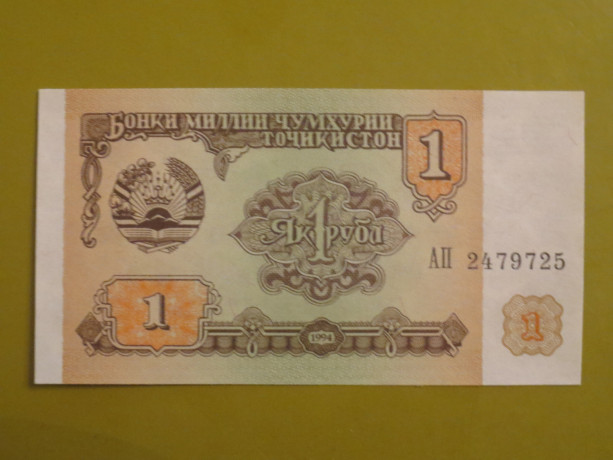 БОНКИ МИЛЛИИ ҶУМҲУРИИ
ТОҶИКИСТОН
1
Як 1 рубл
АП 2479725
1
1994
1